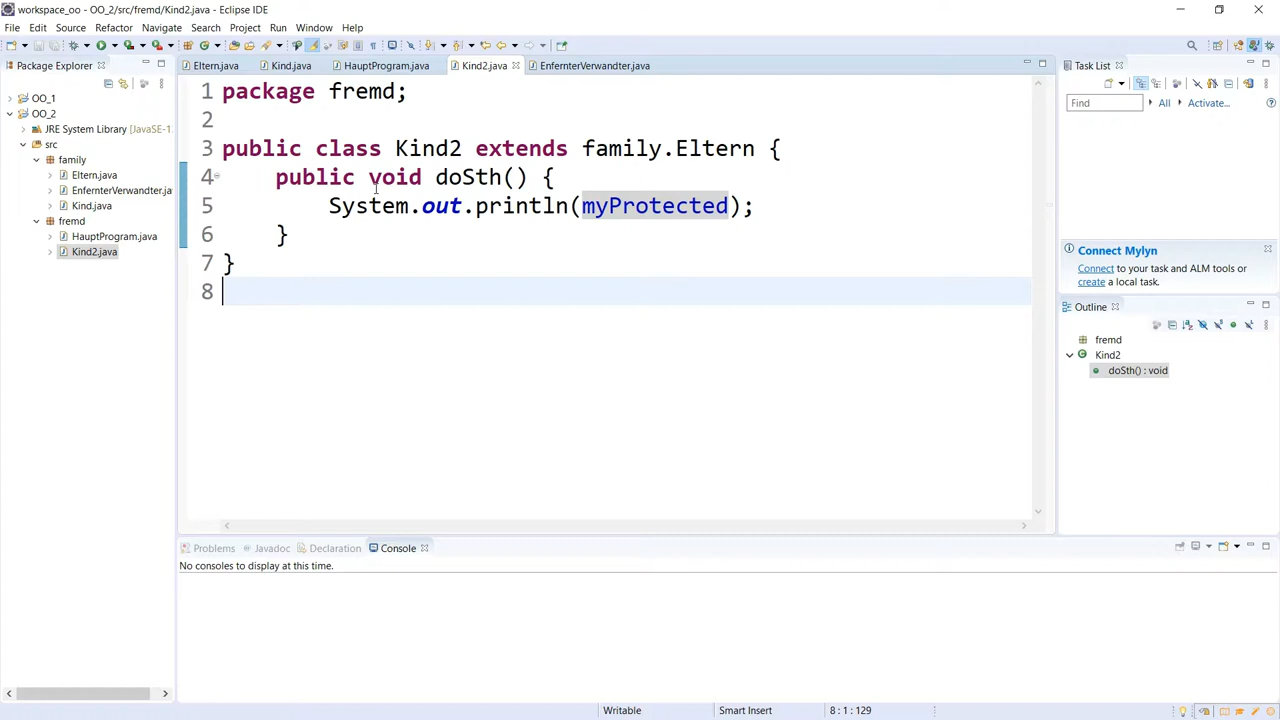 workspace_oo - OO_2/src/fremd/Kind2.java - Eclipse IDE
File Edit Source Refactor Navigate Search Project Run Window Help
Package Explorer
Eltern.java Kind.java HauptProgram.java Kind2.java EnfernterVerwandter.java
Task List
OO_1
OO_2
JRE System Library [JavaSE-1
src
family
Eltern.java
EnfernterVerwandter.ja
Kind.java
fremd
HauptProgram.java
Kind2.java
1 package fremd;
2
3 public class Kind2 extends family.Eltern {
4 public void doSth() {
5 System.out.println(myProtected);
6 }
7 }
8
Find All Activate...
Connect Mylyn
Connect to your task and ALM tools or
create a local task.
Outline
fremd
Kind2
doSth() : void
Problems Javadoc Declaration Console
No consoles to display at this time.
Writable Smart Insert 8 : 1 : 129